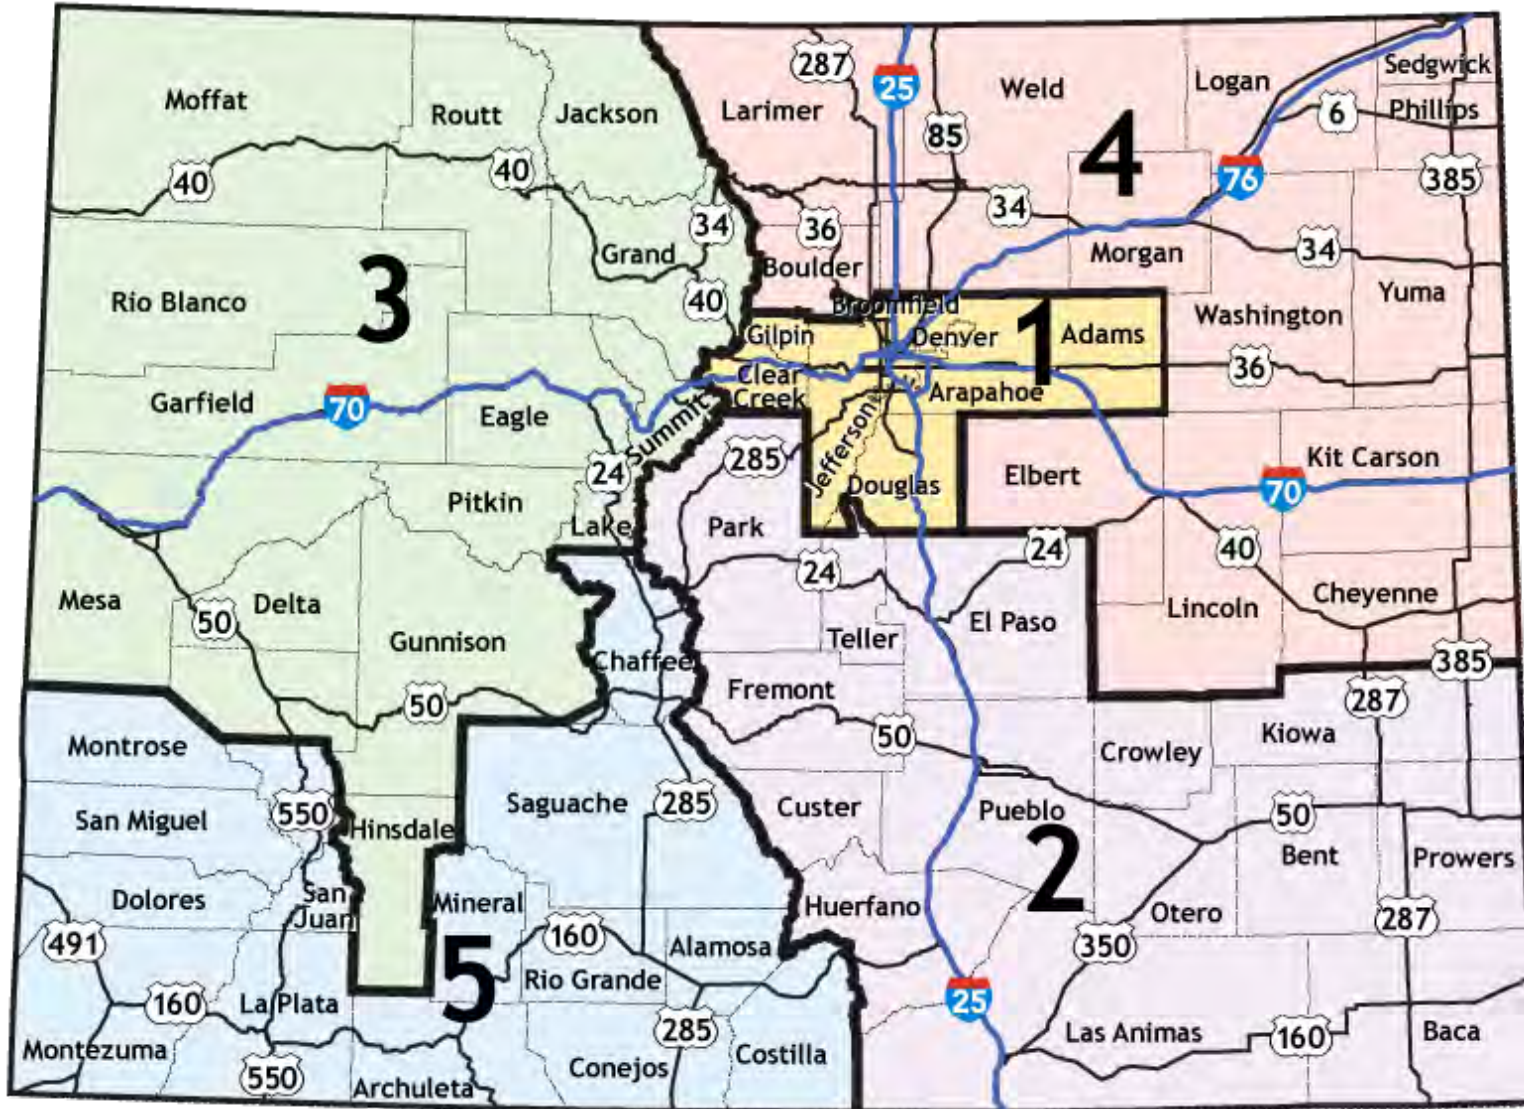 287
25
Weld
Logan
Sedgwick
Moffat
Routt
Jackson
Larimer
85
6
Phillips
4
40
40
76
385
34
36
34
34
Grand
Boulder
Morgan
Yuma
3
Rio Blanco
40
Broomfield
Washington
Gilpin
Denver
1
Adams
36
Clear
Creek
Arapahoe
Garfield
70
Eagle
Summit
Jefferson
285
24
Elbert
Kit Carson
70
Pitkin
Douglas
Lake
Park
24
24
40
Mesa
Delta
50
Lincoln
Cheyenne
El Paso
Gunnison
Teller
Chaffee
385
Fremont
50
287
50
Kiowa
Montrose
Crowley
Saguache
285
Custer
Pueblo
550
San Miguel
Hinsdale
50
Bent
Prowers
2
Dolores
San
Juan
Mineral
Huerfano
Otero
287
491
160
Alamosa
350
5
Rio Grande
160
La Plata
25
285
Las Animas
160
Baca
Montezuma
Conejos
Costilla
550
Archuleta